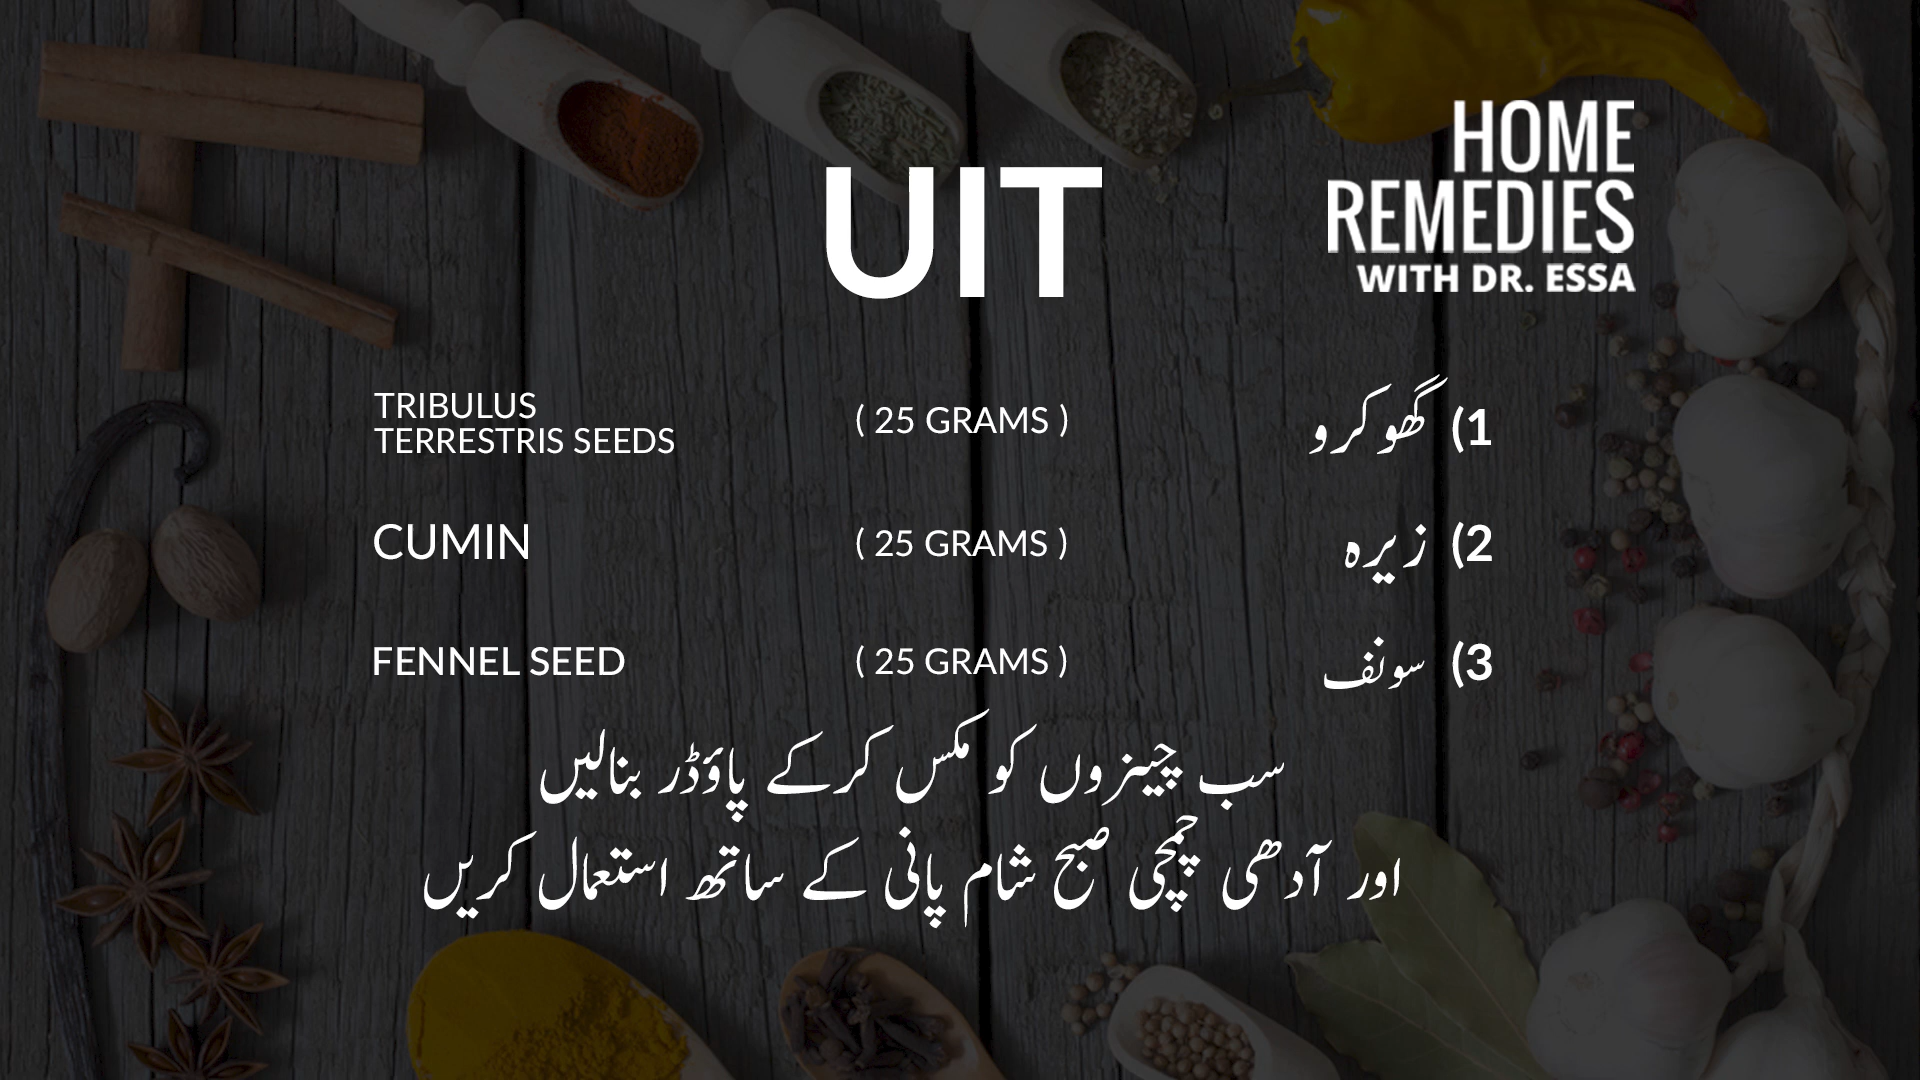 UIT
HOME
REMEDIES
WITH DR. ESSA
TRIBULUS
TERRESTRIS SEEDS
( 25 GRAMS )
1) گھوکرو
CUMIN
( 25 GRAMS )
2) زیرہ
FENNEL SEED
( 25 GRAMS )
3) سونف
سب چیزوں کو مکس کرکے پاؤڈر بنالیں
اور آدھی چمچی صبح شام پانی کے ساتھ استعمال کریں